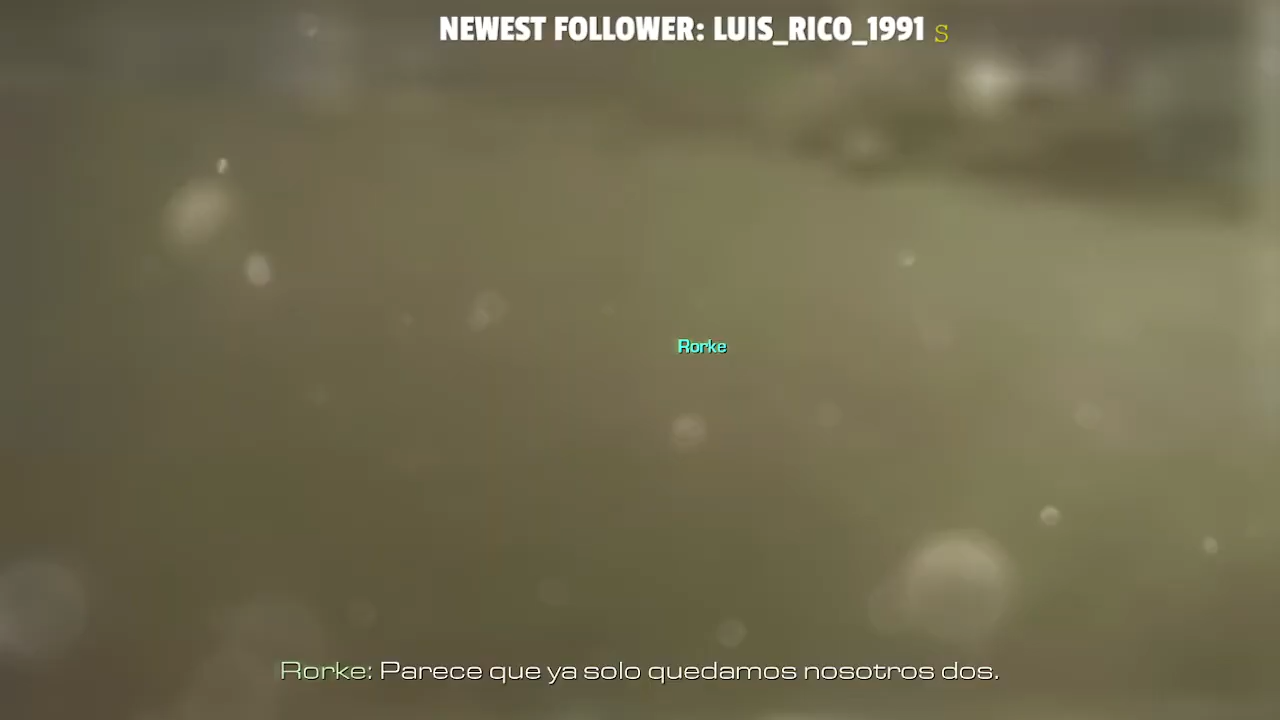 NEWEST FOLLOWER: LUIS_RICO_1991 S
Rorke
Rorke: Parece que ya solo quedamos nosotros dos.